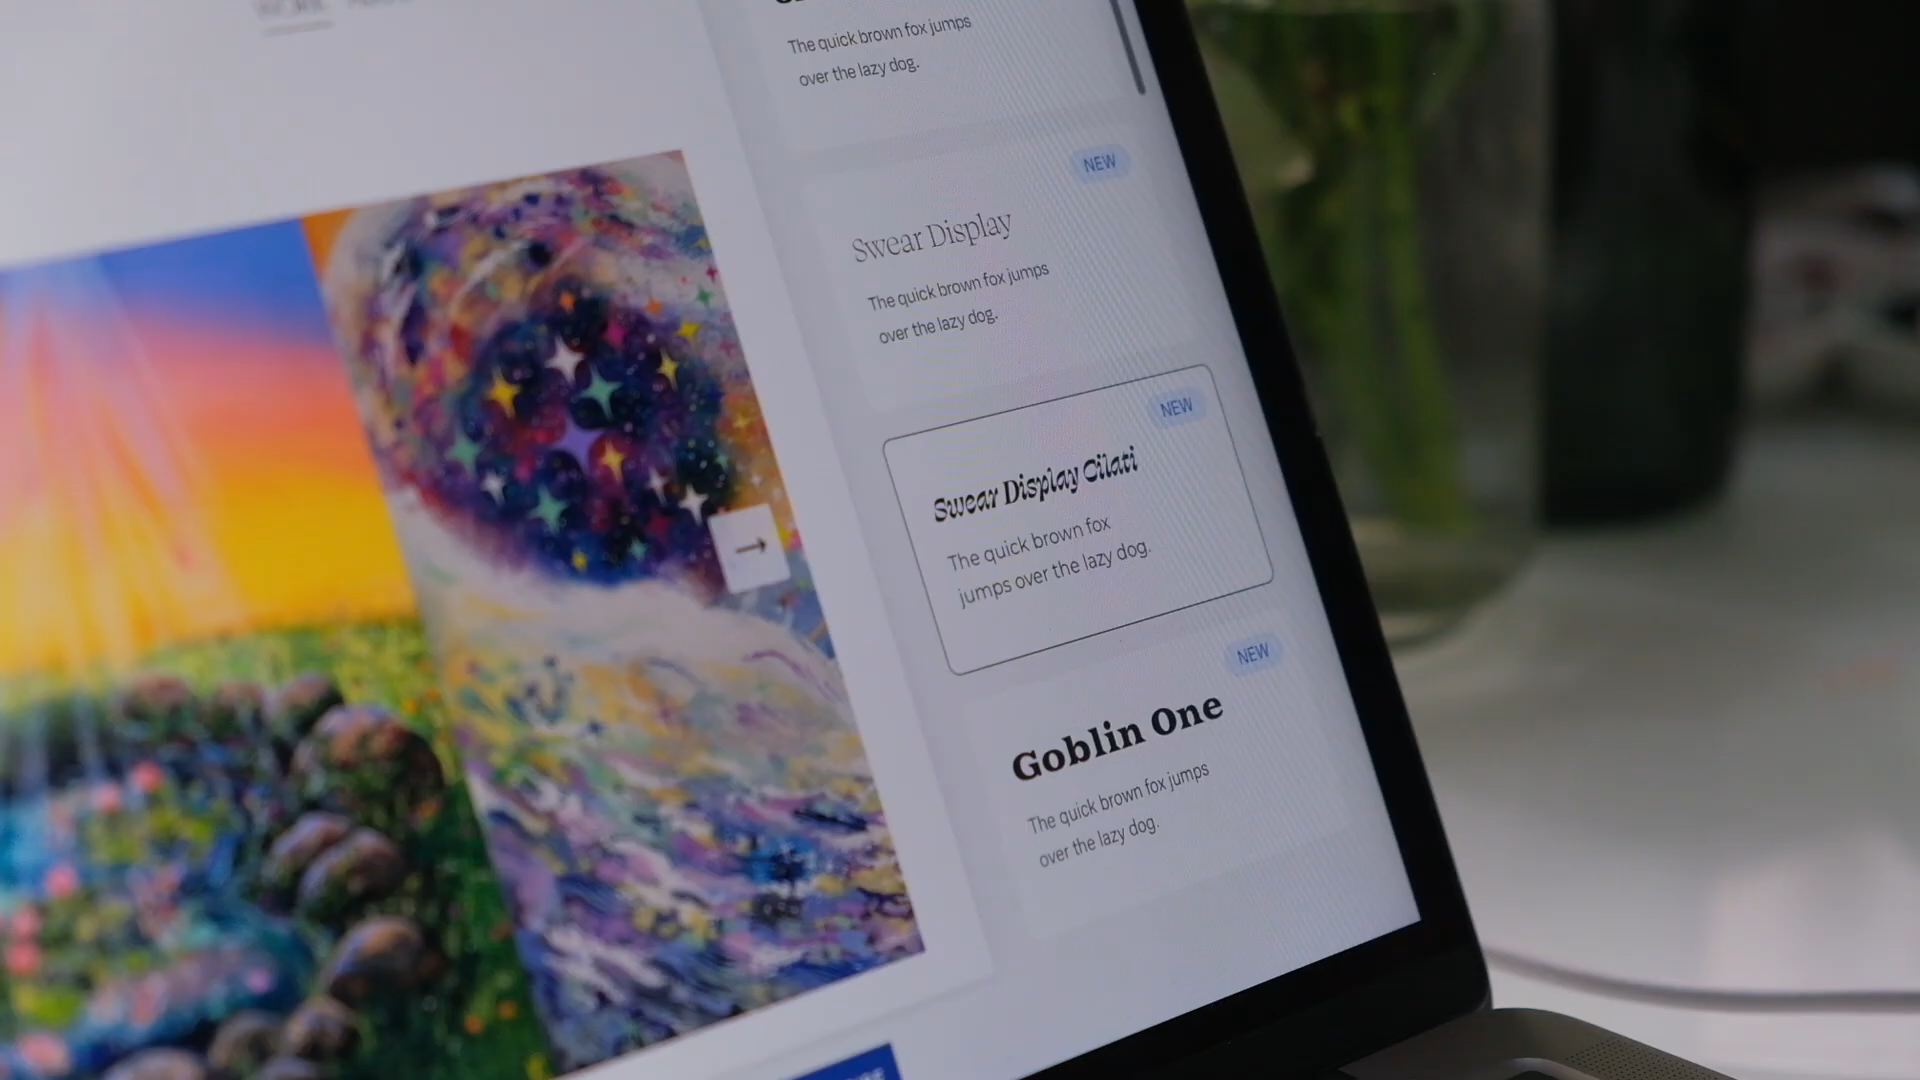 The quick brown fox jumps
over the lazy dog.
NEW
Swear Display
The quick brown fox jumps
over the lazy dog.
NEW
Swear Display Cilati
The quick brown fox
jumps over the lazy dog.
NEW
Goblin One
The quick brown fox jumps
over the lazy dog.